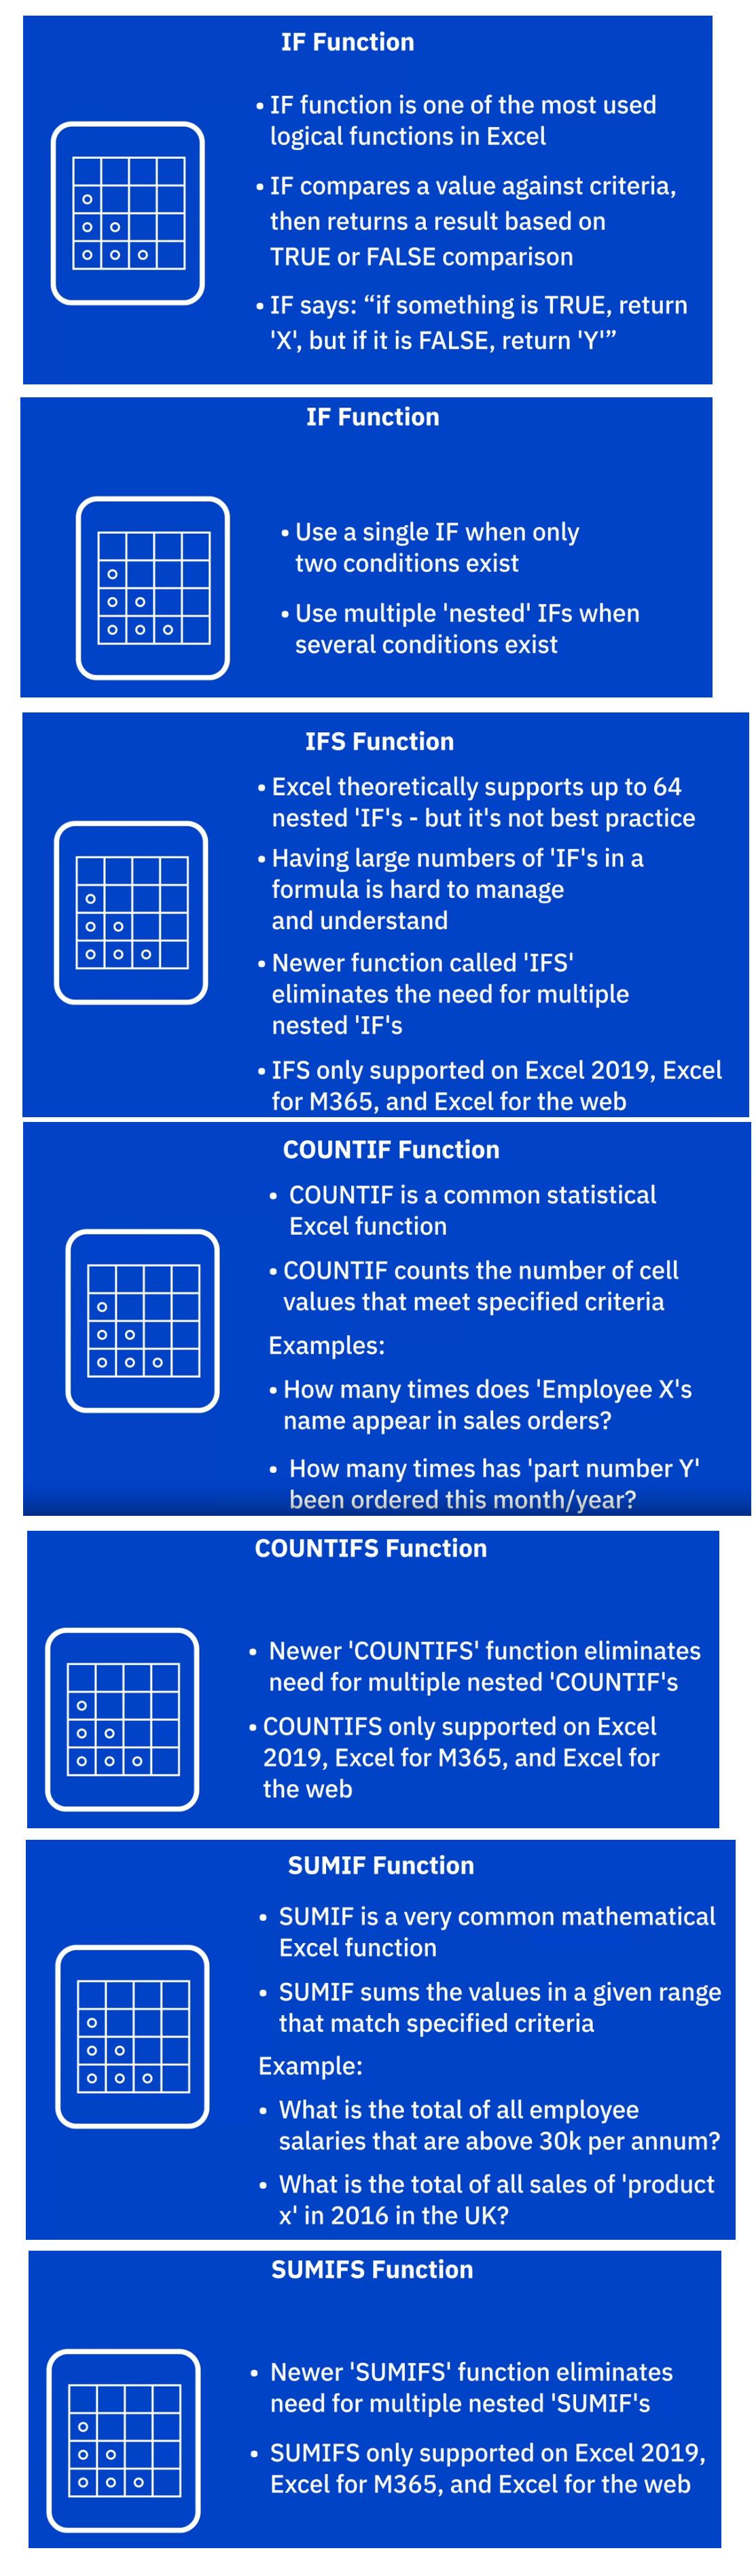 IF Function
• IF function is one of the most used
logical functions in Excel
• IF compares a value against criteria,
then returns a result based on
TRUE or FALSE comparison
• IF says: “if something is TRUE, return
'X', but if it is FALSE, return 'Y'”
IF Function
• Use a single IF when only
two conditions exist
• Use multiple 'nested' IFs when
several conditions exist
IFS Function
• Excel theoretically supports up to 64
nested 'IF's - but it's not best practice
• Having large numbers of 'IF's in a
formula is hard to manage
and understand
• Newer function called 'IFS'
eliminates the need for multiple
nested 'IF's
• IFS only supported on Excel 2019, Excel
for M365, and Excel for the web
COUNTIF Function
• COUNTIF is a common statistical
Excel function
• COUNTIF counts the number of cell
values that meet specified criteria
Examples:
• How many times does 'Employee X's
name appear in sales orders?
• How many times has 'part number Y'
been ordered this month/year?
COUNTIFS Function
• Newer 'COUNTIFS' function eliminates
need for multiple nested 'COUNTIF's
• COUNTIFS only supported on Excel
2019, Excel for M365, and Excel for
the web
SUMIF Function
• SUMIF is a very common mathematical
Excel function
• SUMIF sums the values in a given range
that match specified criteria
Example:
• What is the total of all employee
salaries that are above 30k per annum?
• What is the total of all sales of 'product
x' in 2016 in the UK?
SUMIFS Function
• Newer 'SUMIFS' function eliminates
need for multiple nested 'SUMIF's
• SUMIFS only supported on Excel 2019,
Excel for M365, and Excel for the web